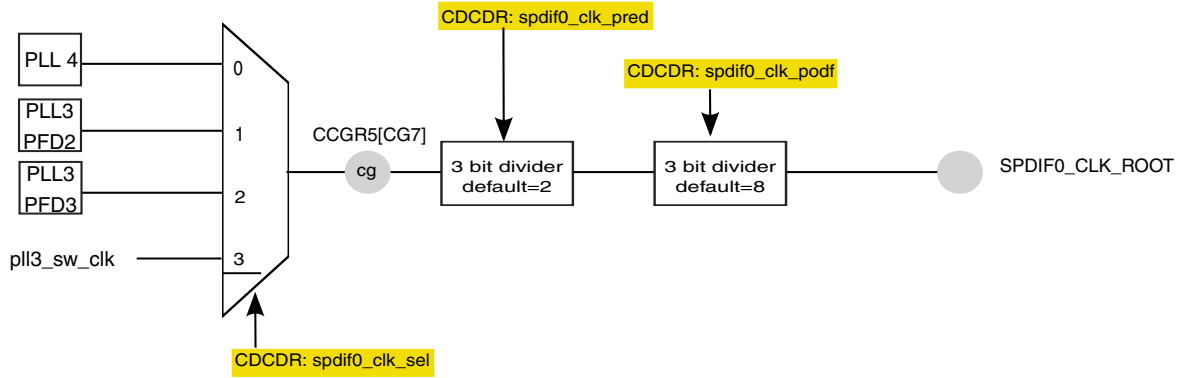 CDCDR: spdif0_clk_pred
PLL 4
0
CDCDR: spdif0_clk_podf
PLL3
PFD2
1
CCGR5[CG7]
cg
3 bit divider
default=2
3 bit divider
default=8
SPDIF0_CLK_ROOT
PLL3
PFD3
2
pll3_sw_clk
3
CDCDR: spdif0_clk_sel